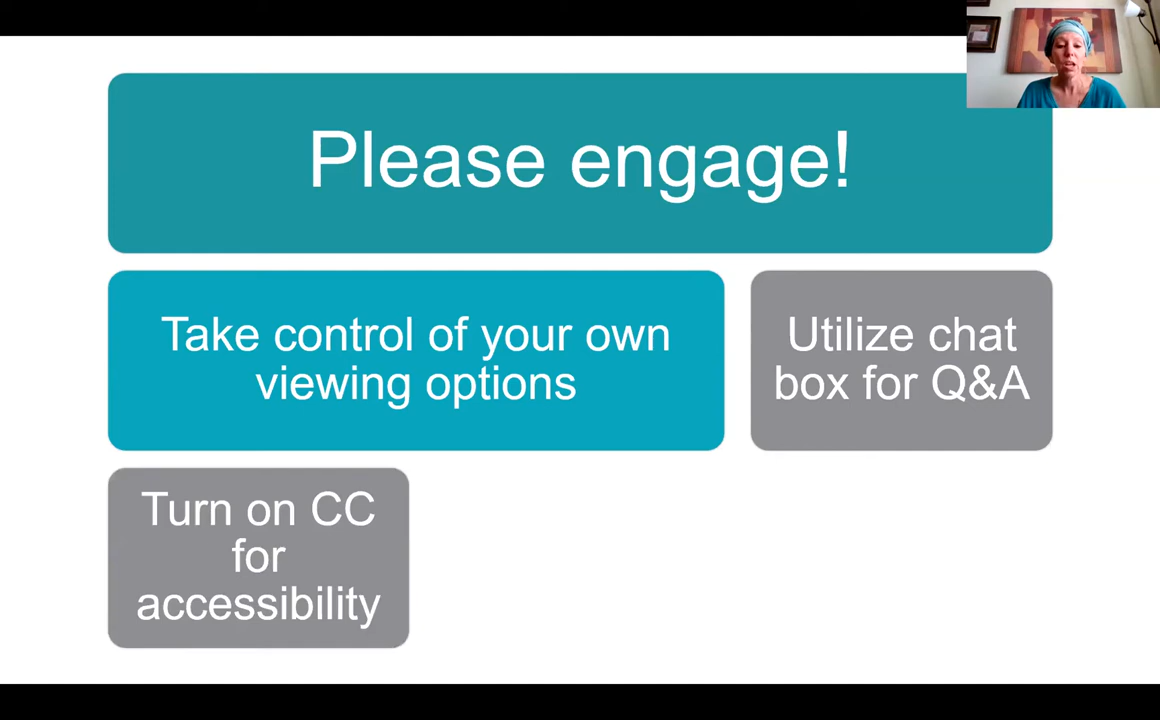 Please engage!
Take control of your own
viewing options
Utilize chat
box for Q&A
Turn on CC
for
accessibility